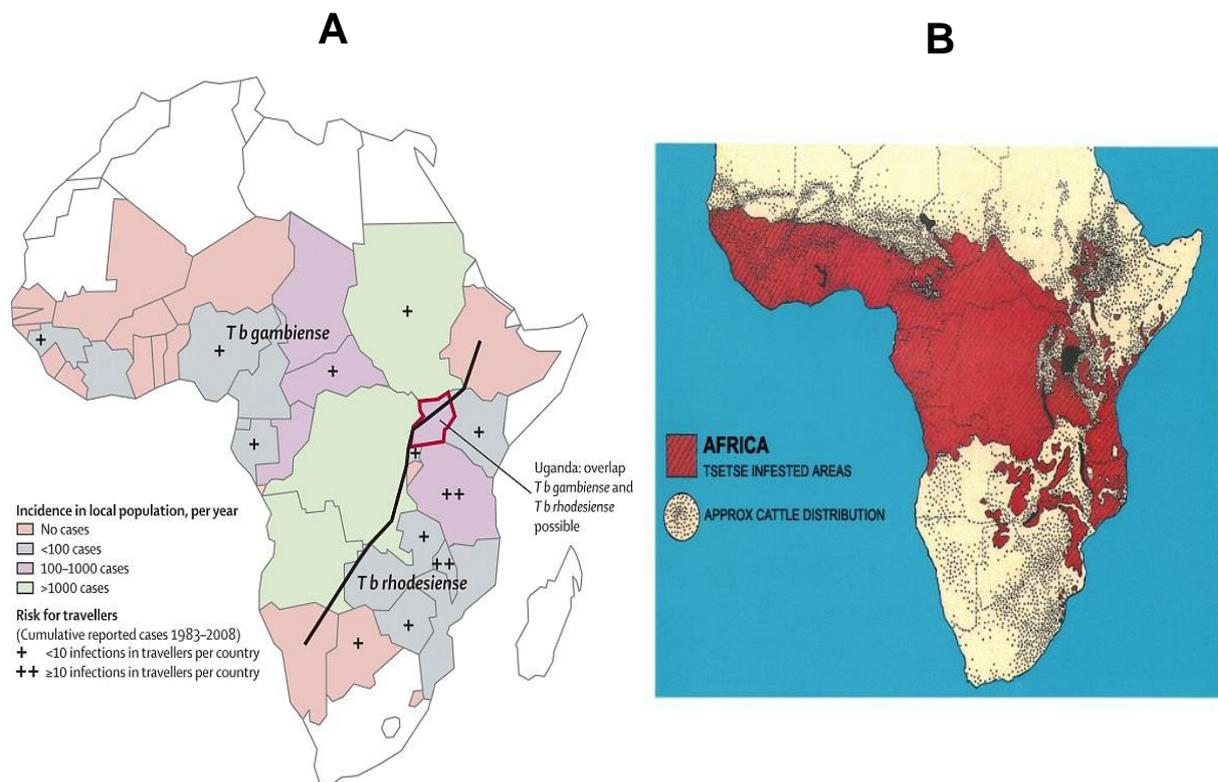 A
B
T b gambiense
+
+
+
+
+
+
+
++
+
++
T b rhodesiense
+
+
Uganda: overlap
T b gambiense and
T b rhodesiense
possible
Incidence in local population, per year
No cases
<100 cases
100–1000 cases
>1000 cases
Risk for travellers
(Cumulative reported cases 1983–2008)
+ <10 infections in travellers per country
++ ≥10 infections in travellers per country
AFRICA
TSETSE INFESTED AREAS
APPROX CATTLE DISTRIBUTION